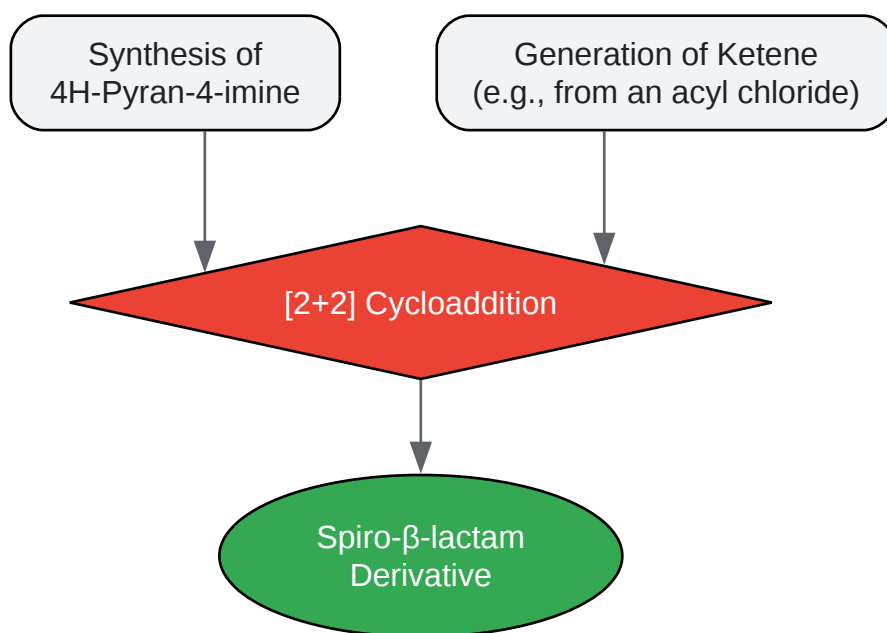 Synthesis of
4H-Pyran-4-imine
Generation of Ketene
(e.g., from an acyl chloride)
[2+2] Cycloaddition
Spiro-β-lactam
Derivative